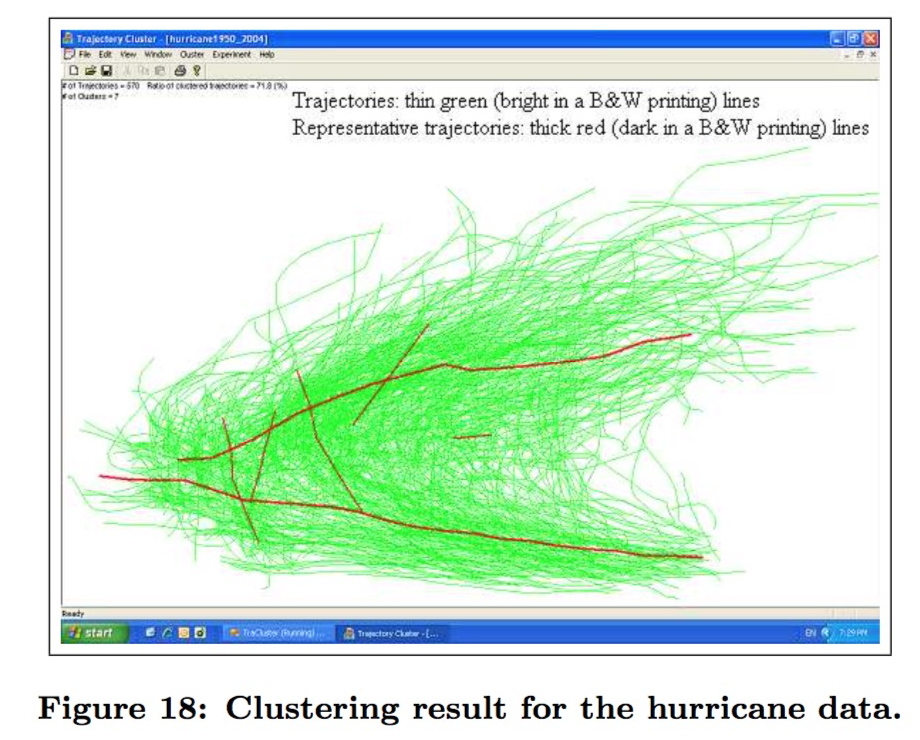 Trajectory Cluster - [hurricane1950_2004]
File Edit View Window Cluster Experiment Help
# of Trajectories = 570 Ratio of clustered trajectories = 71.8 (%)
# of Clusters = 7
Trajectories: thin green (bright in a B&W printing) lines
Representative trajectories: thick red (dark in a B&W printing) lines
Ready
start TraCluster (Running) ... Trajectory Cluster - [... EN 7:29 PM
Figure 18: Clustering result for the hurricane data.